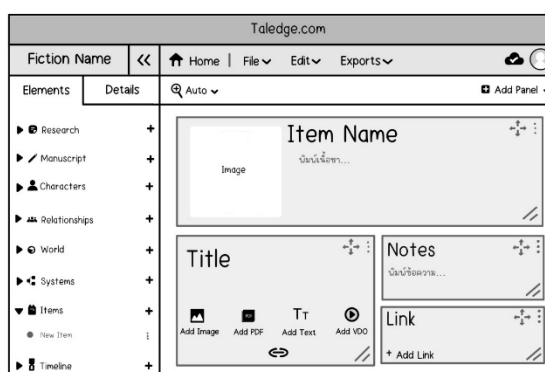 Taledge.com
Fiction Name
Home | File Edit Exports
Elements Details
Auto
Add Panel
Research +
Manuscript +
Characters +
Relationships +
World +
Systems +
Items +
New Item
Timeline +
Image
Item Name
พิมพ์เนื้อหา...
Title
Add Image
Add PDF
Add Text
Add VDO
Notes
พิมพ์ข้อความ...
Link
+ Add Link